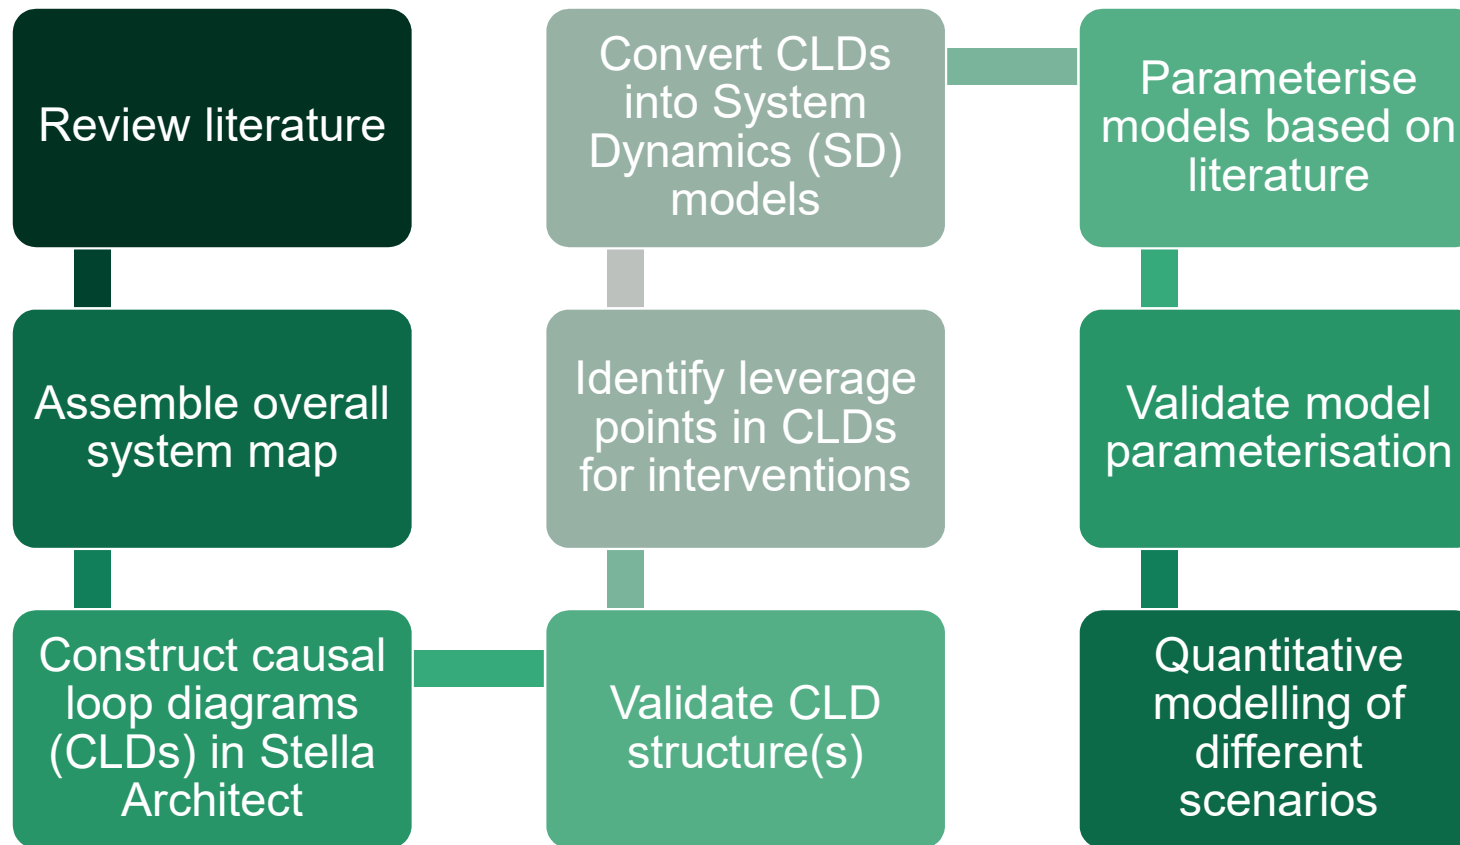 Review literature
Assemble overall
system map
Construct causal
loop diagrams
(CLDs) in Stella
Architect
Validate CLD
structure(s)
Identify leverage
points in CLDs
for interventions
Convert CLDs
into System
Dynamics (SD)
models
Parameterise
models based on
literature
Validate model
parameterisation
Quantitative
modelling of
different
scenarios